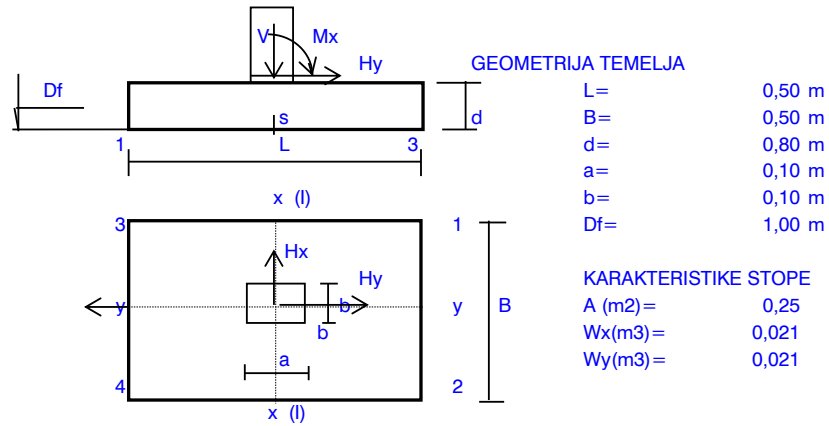 V Mx
Hy
Df
s
d
1 L 3
x (l)
3 1
Hx
Hy
y b y B
b
a
4 2
x (l)
GEOMETRIJA TEMELJA
L= 0,50 m
B= 0,50 m
d= 0,80 m
a= 0,10 m
b= 0,10 m
Df= 1,00 m
KARAKTERISTIKE STOPE
A (m2)= 0,25
Wx(m3)= 0,021
Wy(m3)= 0,021